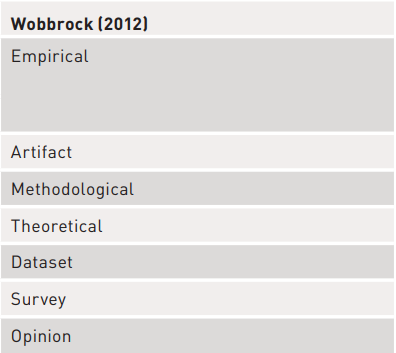 Wobbrock (2012)
Empirical
Artifact
Methodological
Theoretical
Dataset
Survey
Opinion